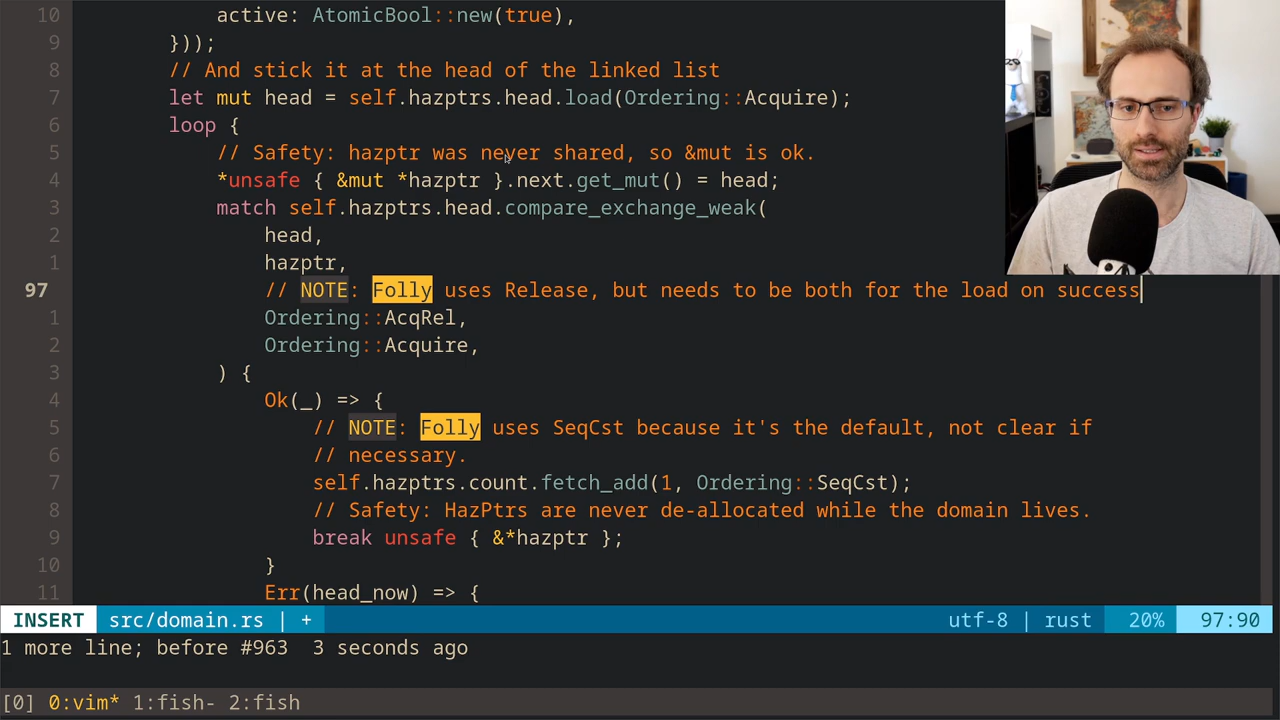 10 active: AtomicBool::new(true),
9 }));
8 // And stick it at the head of the linked list
7 let mut head = self.hazptrs.head.load(Ordering::Acquire);
6 loop {
5 // Safety: hazptr was never shared, so &mut is ok.
4 *unsafe { &mut *hazptr }.next.get_mut() = head;
3 match self.hazptrs.head.compare_exchange_weak(
2 head,
1 hazptr,
97 // NOTE: Folly uses Release, but needs to be both for the load on success
1 Ordering::AcqRel,
2 Ordering::Acquire,
3 ) {
4 Ok(_) => {
5 // NOTE: Folly uses SeqCst because it's the default, not clear if
6 // necessary.
7 self.hazptrs.count.fetch_add(1, Ordering::SeqCst);
8 // Safety: HazPtrs are never de-allocated while the domain lives.
9 break unsafe { &*hazptr };
10 }
11 Err(head_now) => {
INSERT src/domain.rs | + utf-8 | rust 20% 97:90
1 more line; before #963 3 seconds ago
[0] 0:vim* 1:fish- 2:fish